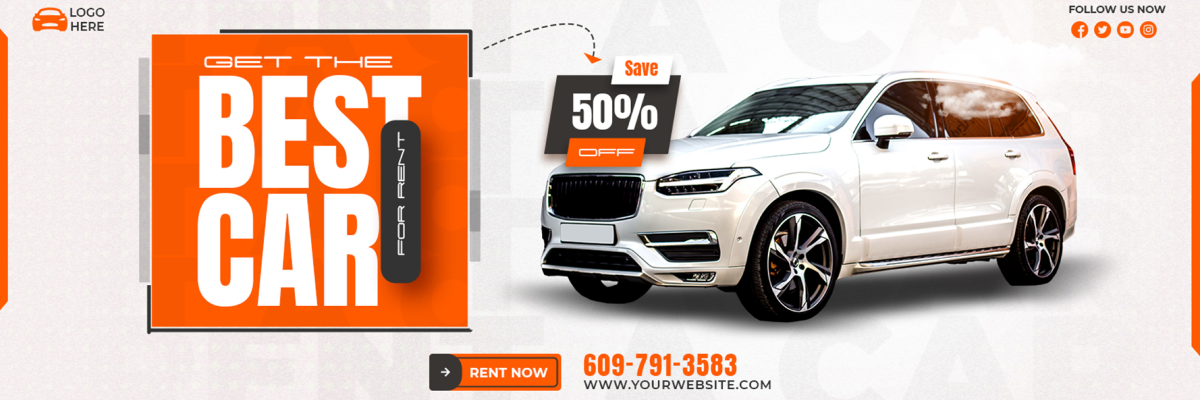 LOGO
HERE
FOLLOW US NOW
GET THE
BEST
CAR
FOR RENT
Save
50%
OFF
RENT NOW
609-791-3583
WWW.YOURWEBSITE.COM